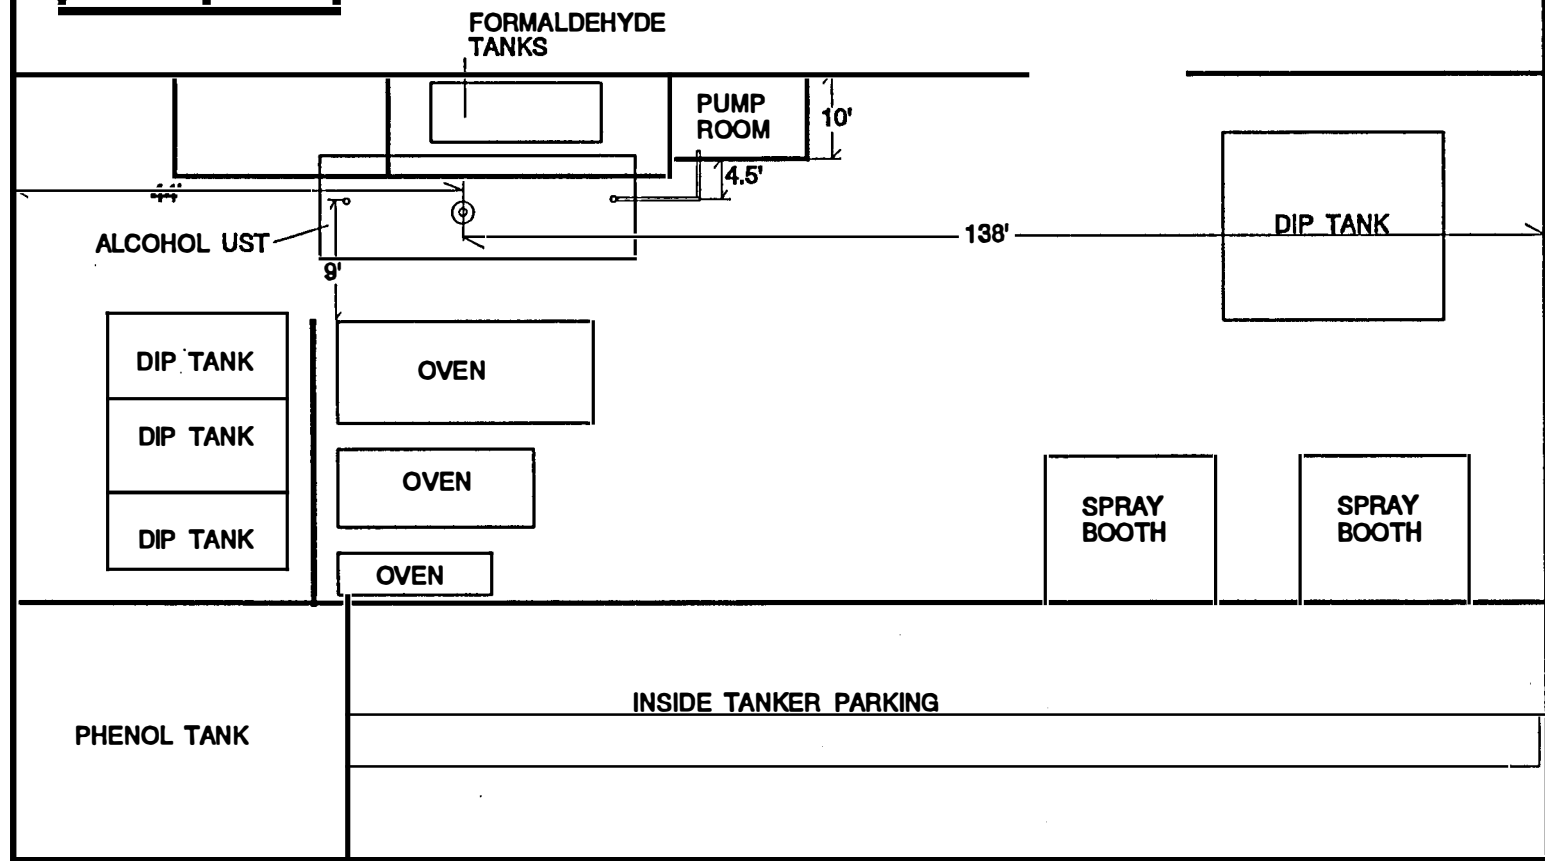 FORMALDEHYDE
TANKS
PUMP
ROOM
10'
4.5'
ALCOHOL UST
138'
DIP TANK
9'
DIP TANK
OVEN
DIP TANK
OVEN
DIP TANK
OVEN
SPRAY
BOOTH
SPRAY
BOOTH
INSIDE TANKER PARKING
PHENOL TANK